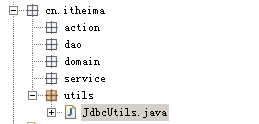 cn.itheima
action
dao
domain
service
utils
JdbcUtils.java